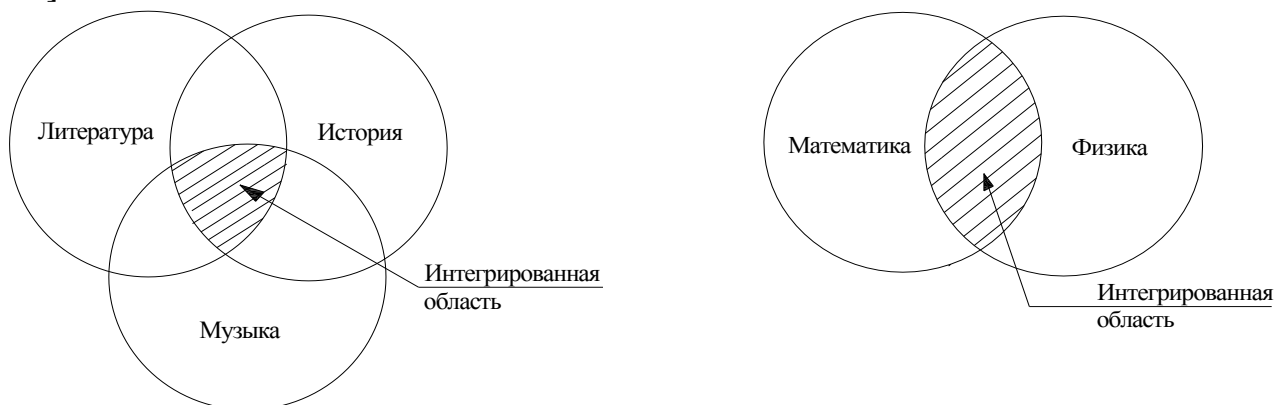 Литература
История
Интегрированная
область
Музыка
Математика
Физика
Интегрированная
область